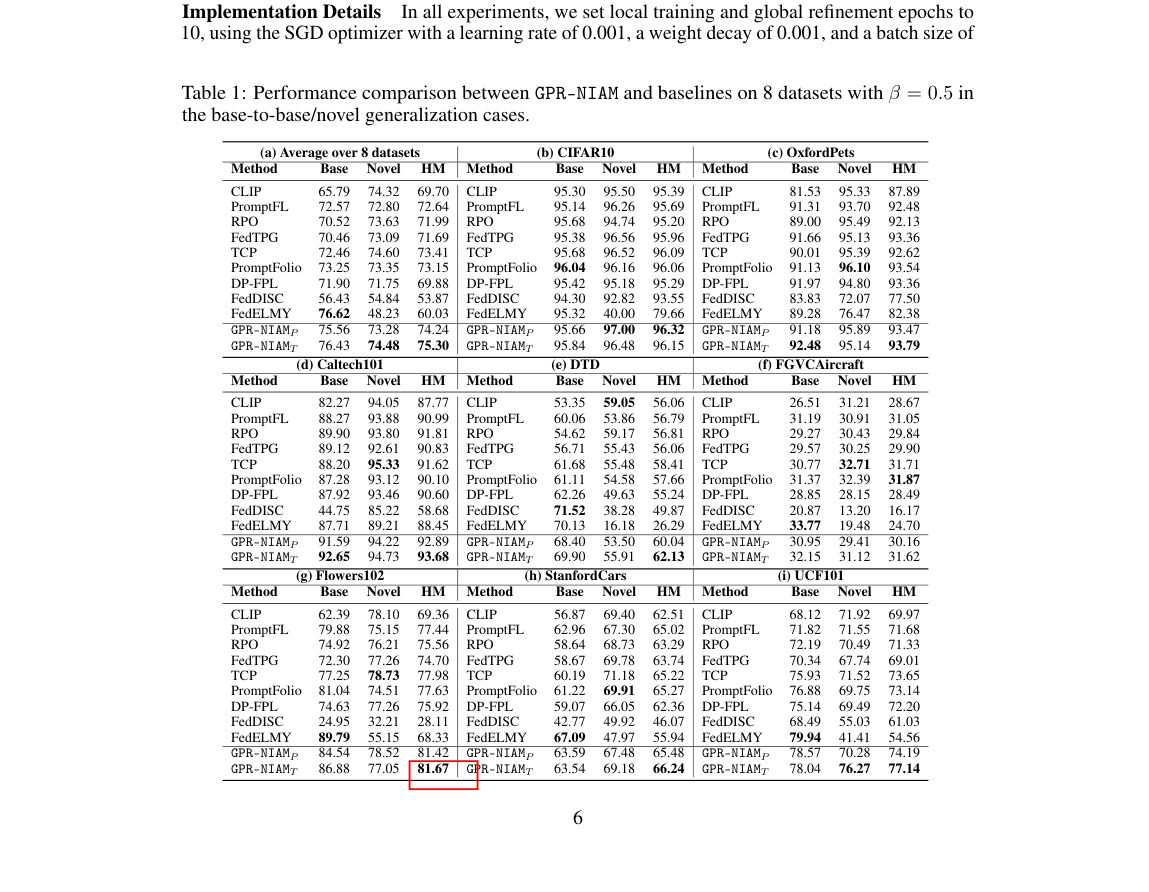 Implementation Details In all experiments, we set local training and global refinement epochs to
10, using the SGD optimizer with a learning rate of 0.001, a weight decay of 0.001, and a batch size of
Table 1: Performance comparison between GPR-NIAM and baselines on 8 datasets with β = 0.5 in
the base-to-base/novel generalization cases.
(a) Average over 8 datasets (b) CIFAR10 (c) OxfordPets
Method Base Novel HM Method Base Novel HM Method Base Novel HM
CLIP 65.79 74.32 69.70 CLIP 95.30 95.50 95.39 CLIP 81.53 95.33 87.89
PromptFL 72.57 72.80 72.64 PromptFL 95.14 96.26 95.69 PromptFL 91.31 93.70 92.48
RPO 70.52 73.63 71.99 RPO 95.68 94.74 95.20 RPO 89.00 95.49 92.13
FedTPG 70.46 73.09 71.69 FedTPG 95.38 96.56 95.96 FedTPG 91.66 95.13 93.36
TCP 72.46 74.60 73.41 TCP 95.68 96.52 96.09 TCP 90.01 95.39 92.62
PromptFolio 73.25 73.35 73.15 PromptFolio 96.04 96.16 96.06 PromptFolio 91.13 96.10 93.54
DP-FPL 71.90 71.75 69.88 DP-FPL 95.42 95.18 95.29 DP-FPL 91.97 94.80 93.36
FedDISC 56.43 54.84 53.87 FedDISC 94.30 92.82 93.55 FedDISC 83.83 72.07 77.50
FedELMY 76.62 48.23 60.03 FedELMY 95.32 40.00 79.66 FedELMY 89.28 76.47 82.38
GPR-NIAMP 75.56 73.28 74.24 GPR-NIAMP 95.66 97.00 96.32 GPR-NIAMP 91.18 95.89 93.47
GPR-NIAMT 76.43 74.48 75.30 GPR-NIAMT 95.84 96.48 96.15 GPR-NIAMT 92.48 95.14 93.79
(d) Caltech101 (e) DTD (f) FGVCAircraft
Method Base Novel HM Method Base Novel HM Method Base Novel HM
CLIP 82.27 94.05 87.77 CLIP 53.35 59.05 56.06 CLIP 26.51 31.21 28.67
PromptFL 88.27 93.88 90.99 PromptFL 60.06 53.86 56.79 PromptFL 31.19 30.91 31.05
RPO 89.90 93.80 91.81 RPO 54.62 59.17 56.81 RPO 29.27 30.43 29.84
FedTPG 89.12 92.61 90.83 FedTPG 56.71 55.43 56.06 FedTPG 29.57 30.25 29.90
TCP 88.20 95.33 91.62 TCP 61.68 55.48 58.41 TCP 30.77 32.71 31.71
PromptFolio 87.28 93.12 90.10 PromptFolio 61.11 54.58 57.66 PromptFolio 31.37 32.39 31.87
DP-FPL 87.92 93.46 90.60 DP-FPL 62.26 49.63 55.24 DP-FPL 28.85 28.15 28.49
FedDISC 44.75 85.22 58.68 FedDISC 71.52 38.28 49.87 FedDISC 20.87 13.20 16.17
FedELMY 87.71 89.21 88.45 FedELMY 70.13 16.18 26.29 FedELMY 33.77 19.48 24.70
GPR-NIAMP 91.59 94.22 92.89 GPR-NIAMP 68.40 53.50 60.04 GPR-NIAMP 30.95 29.41 30.16
GPR-NIAMT 92.65 94.73 93.68 GPR-NIAMT 69.90 55.91 62.13 GPR-NIAMT 32.15 31.12 31.62
(g) Flowers102 (h) StanfordCars (i) UCF101
Method Base Novel HM Method Base Novel HM Method Base Novel HM
CLIP 62.39 78.10 69.36 CLIP 56.87 69.40 62.51 CLIP 68.12 71.92 69.97
PromptFL 79.88 75.15 77.44 PromptFL 62.96 67.30 65.02 PromptFL 71.82 71.55 71.68
RPO 74.92 76.21 75.56 RPO 58.64 68.73 63.29 RPO 72.19 70.49 71.33
FedTPG 72.30 77.26 74.70 FedTPG 58.67 69.78 63.74 FedTPG 70.34 67.74 69.01
TCP 77.25 78.73 77.98 TCP 60.19 71.18 65.22 TCP 75.93 71.52 73.65
PromptFolio 81.04 74.51 77.63 PromptFolio 61.22 69.91 65.27 PromptFolio 76.88 69.75 73.14
DP-FPL 74.63 77.26 75.92 DP-FPL 59.07 66.05 62.36 DP-FPL 75.14 69.49 72.20
FedDISC 24.95 32.21 28.11 FedDISC 42.77 49.92 46.07 FedDISC 68.49 55.03 61.03
FedELMY 89.79 55.15 68.33 FedELMY 67.09 47.97 55.94 FedELMY 79.94 41.41 54.56
GPR-NIAMP 84.54 78.52 81.42 GPR-NIAMP 63.59 67.48 65.48 GPR-NIAMP 78.57 70.28 74.19
GPR-NIAMT 86.88 77.05 81.67 GPR-NIAMT 63.54 69.18 66.24 GPR-NIAMT 78.04 76.27 77.14
6